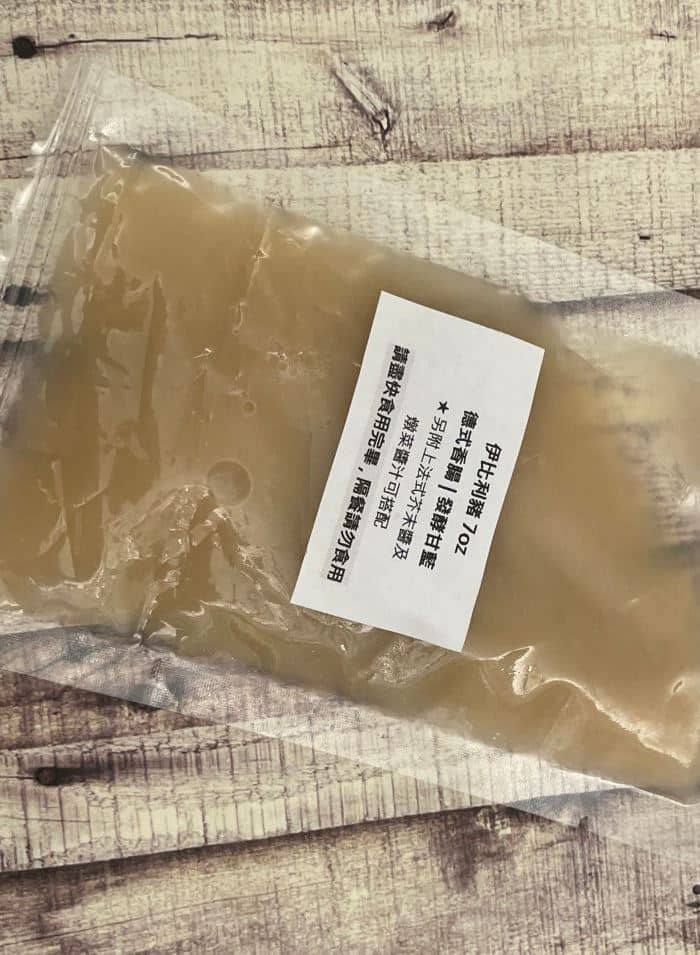 伊比利豬 7oz
德式香腸 | 發酵甘藍
★ 另附上法式芥末醬及
燉菜醬汁可搭配
請盡快食用完畢，隔餐請勿食用